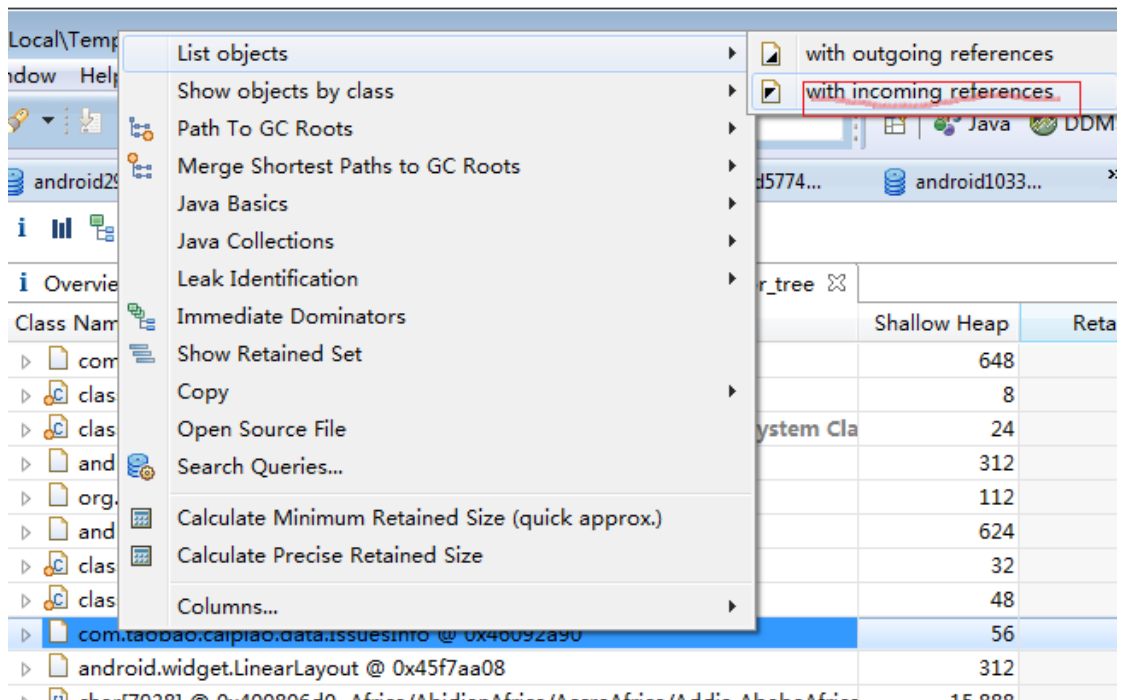 Local\Temp
List objects
with outgoing references
Help
Show objects by class
with incoming references
Path To GC Roots
Java
DDM
Merge Shortest Paths to GC Roots
android29
d5774...
android1033...
Java Basics
Java Collections
Leak Identification
i Overvie
r_tree
Immediate Dominators
Class Nam
Shallow Heap
Reta
Show Retained Set
com
648
Copy
clas
8
Open Source File
clas
ystem Cla
24
Search Queries...
and
312
org.
112
Calculate Minimum Retained Size (quick approx.)
and
624
Calculate Precise Retained Size
clas
32
Columns...
clas
48
com.taobao.caipiao.data.IssuesInfo @ 0x46092a90
56
android.widget.LinearLayout @ 0x45f7aa08
312
15,888